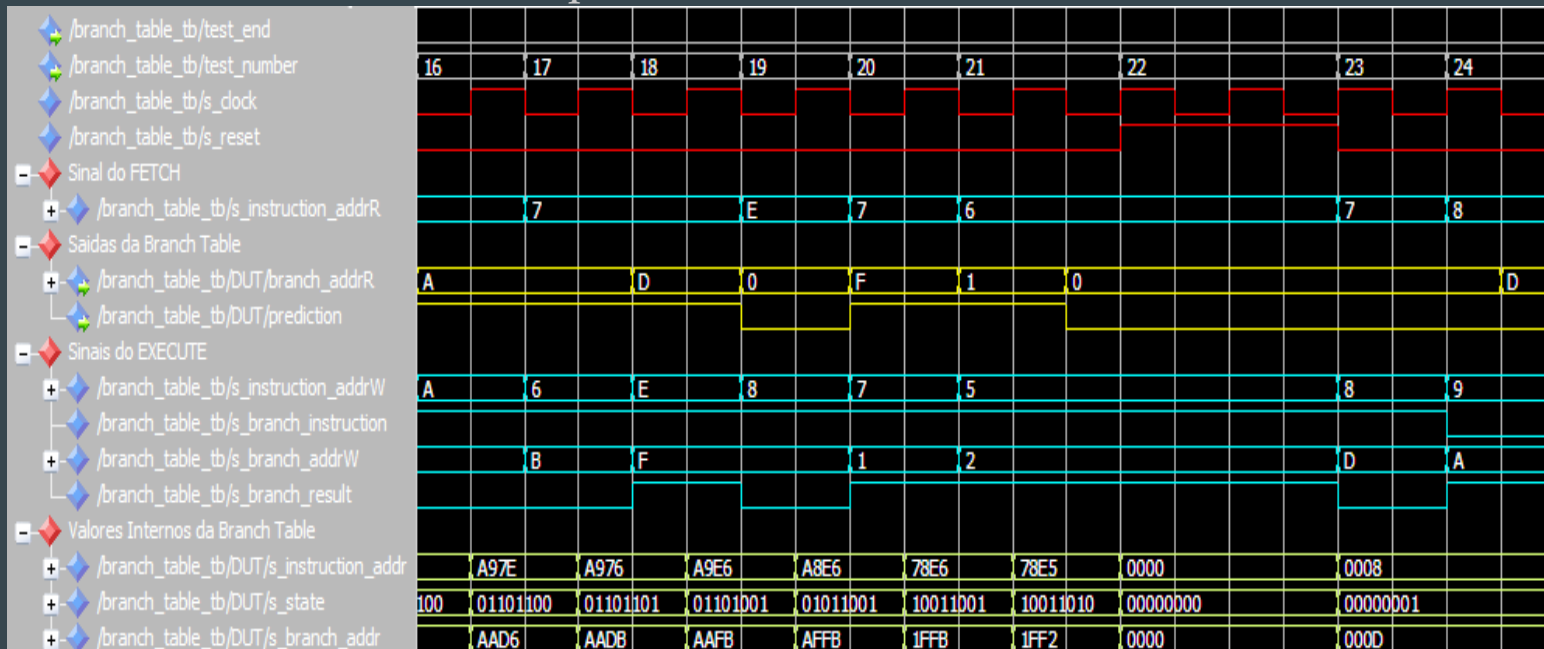 /branch_table_tb/test_end
/branch_table_tb/test_number 16 17 18 19 20 21 22 23 24
/branch_table_tb/s_clock
/branch_table_tb/s_reset
Sinal do FETCH
/branch_table_tb/s_instruction_addrR 7 E 7 6 7 8
Saidas da Branch Table
/branch_table_tb/DUT/branch_addrR A D 0 F 1 0 D
/branch_table_tb/DUT/prediction
Sinais do EXECUTE
/branch_table_tb/s_instruction_addrW A 6 E 8 7 5 8 9
/branch_table_tb/s_branch_instruction
/branch_table_tb/s_branch_addrW B F 1 2 D A
/branch_table_tb/s_branch_result
Valores Internos da Branch Table
/branch_table_tb/DUT/s_instruction_addr A97E A976 A9E6 A8E6 78E6 78E5 0000 0008
/branch_table_tb/DUT/s_state 100 01101100 01101101 01101001 01011001 10011001 10011010 00000000 00000001
/branch_table_tb/DUT/s_branch_addr AAD6 AADB AAFB AFFB 1FFB 1FF2 0000 000D